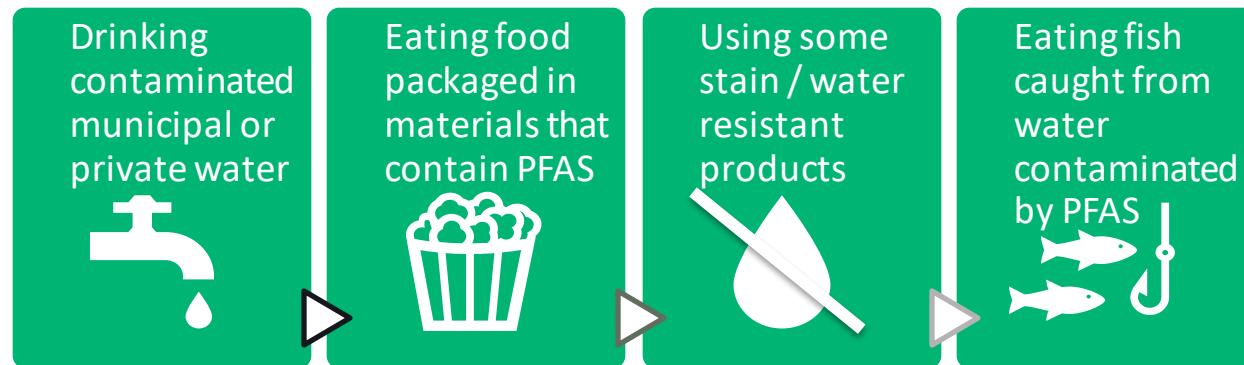 Drinking
contaminated
municipal or
private water
Eating food
packaged in
materials that
contain PFAS
Using some
stain / water
resistant
products
Eating fish
caught from
water
contaminated
by PFAS